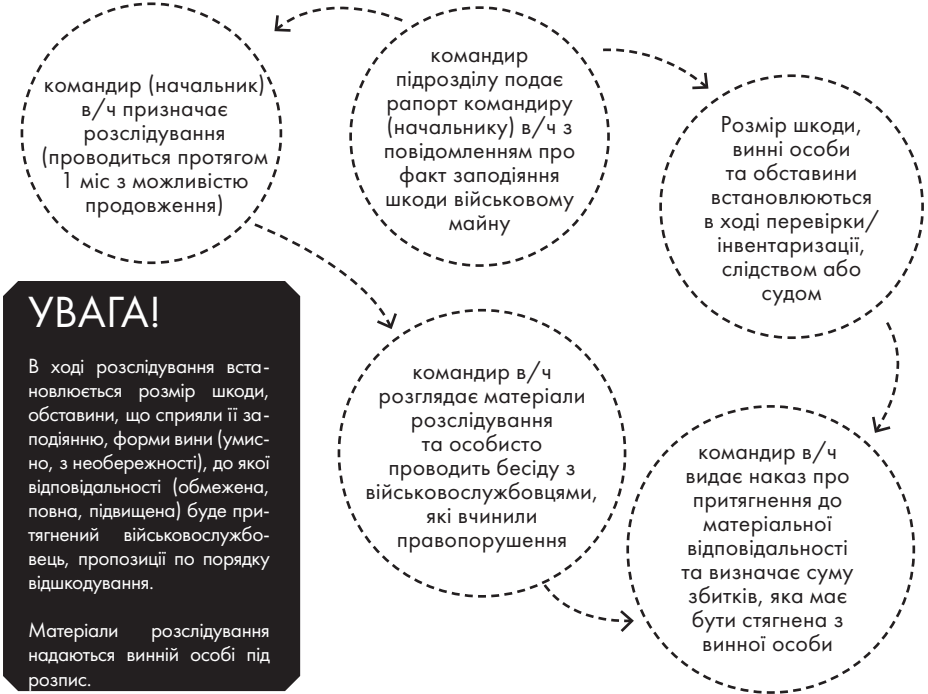 командир (начальник)
в/ч призначає
розслідування
(проводиться протягом
1 міс з можливістю
продовження)
командир
підрозділу подає
рапорт командиру
(начальнику) в/ч з
повідомленням про
факт заподіяння
шкоди військовому
майну
Розмір шкоди,
винні особи
та обставини
встановлюються
в ході перевірки/
інвентаризації,
слідством або
судом
УВАГА!
В ході розслідування вста-
новлюється розмір шкоди,
обставини, що сприяли її за-
подіянню, форми вини (умис-
но, з необережності), до якої
відповідальності (обмежена,
повна, підвищена) буде при-
тягнений військовослужбо-
вець, пропозиції по порядку
відшкодування.
Матеріали розслідування
надаються винній особі під
розпис.
командир в/ч
розглядає матеріали
розслідування
та особисто
проводить бесіду з
військовослужбовцями,
які вчинили
правопорушення
командир в/ч
видає наказ про
притягнення до
матеріальної
відповідальності
та визначає суму
збитків, яка має
бути стягнена з
винної особи